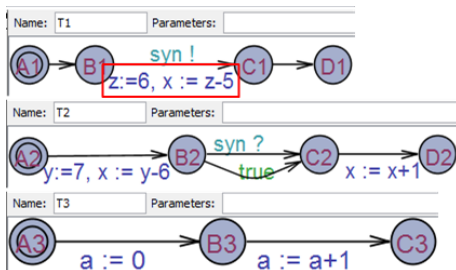 Name: T1 Parameters:
syn !
A1 B1 C1 D1
z:=6, x := z-5
Name: T2 Parameters:
syn ?
A2 B2 C2 D2
y:=7, x := y-6 true x := x+1
Name: T3 Parameters:
A3 B3 C3
a := 0 a := a+1